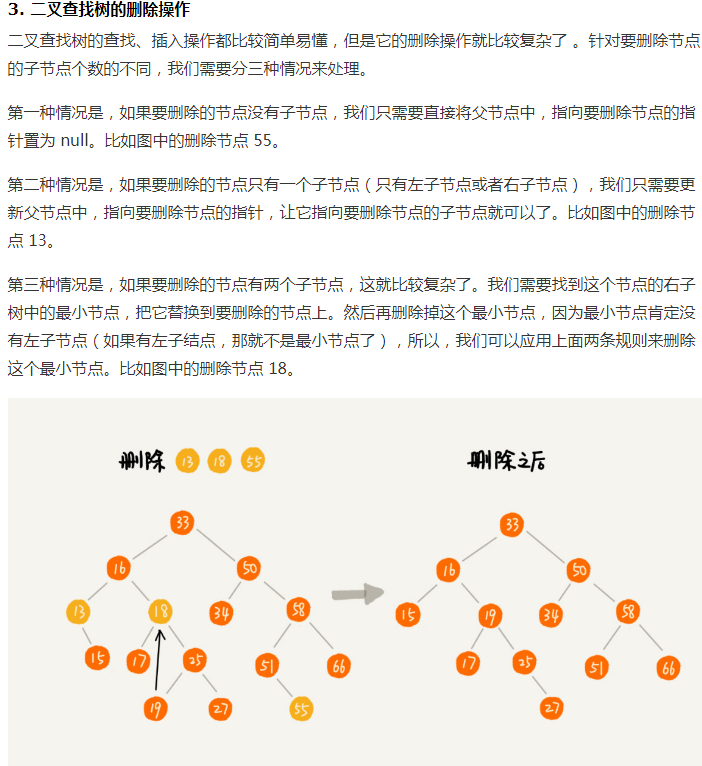 3. 二叉查找树的删除操作
二叉查找树的查找、插入操作都比较简单易懂，但是它的删除操作就比较复杂了 。针对要删除节点
的子节点个数的不同，我们需要分三种情况来处理。
第一种情况是，如果要删除的节点没有子节点，我们只需要直接将父节点中，指向要删除节点的指
针置为 null。比如图中的删除节点 55。
第二种情况是，如果要删除的节点只有一个子节点（只有左子节点或者右子节点），我们只需要更
新父节点中，指向要删除节点的指针，让它指向要删除节点的子节点就可以了。比如图中的删除节
点 13。
第三种情况是，如果要删除的节点有两个子节点，这就比较复杂了。我们需要找到这个节点的右子
树中的最小节点，把它替换到要删除的节点上。然后再删除掉这个最小节点，因为最小节点肯定没
有左子节点（如果有左子结点，那就不是最小节点了），所以，我们可以应用上面两条规则来删除
这个最小节点。比如图中的删除节点 18。
删除 13 18 55
33
16 50
13 18 34 58
15 17 25 51 66
19 27 55
删除之后
33
16 50
15 19 34 58
17 25 51 66
27